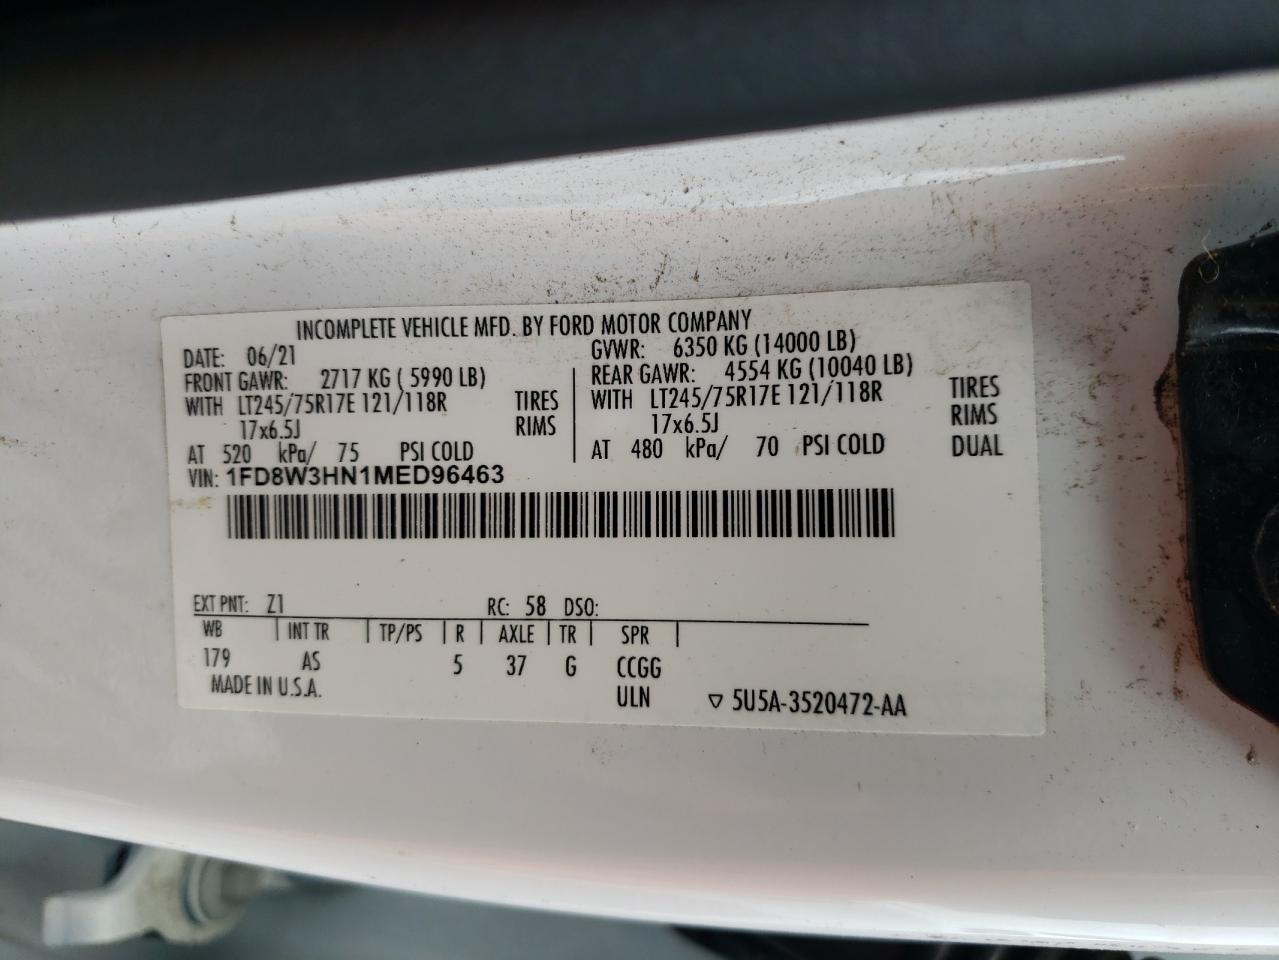 INCOMPLETE VEHICLE MFD. BY FORD MOTOR COMPANY
DATE: 06/21 GVWR: 6350 KG (14000 LB)
FRONT GAWR: 2717 KG ( 5990 LB) REAR GAWR: 4554 KG (10040 LB)
WITH LT245/75R17E 121/118R TIRES WITH LT245/75R17E 121/118R TIRES
17x6.5J RIMS 17x6.5J RIMS
AT 520 kPa/ 75 PSI COLD AT 480 kPa/ 70 PSI COLD DUAL
VIN: 1FD8W3HN1MED96463
EXT PNT: Z1 RC: 58 DSO:
WB INT TR TP/PS R AXLE TR SPR
179 AS 5 37 G CCGG
MADE IN U.S.A. ULN ▽ 5U5A-3520472-AA